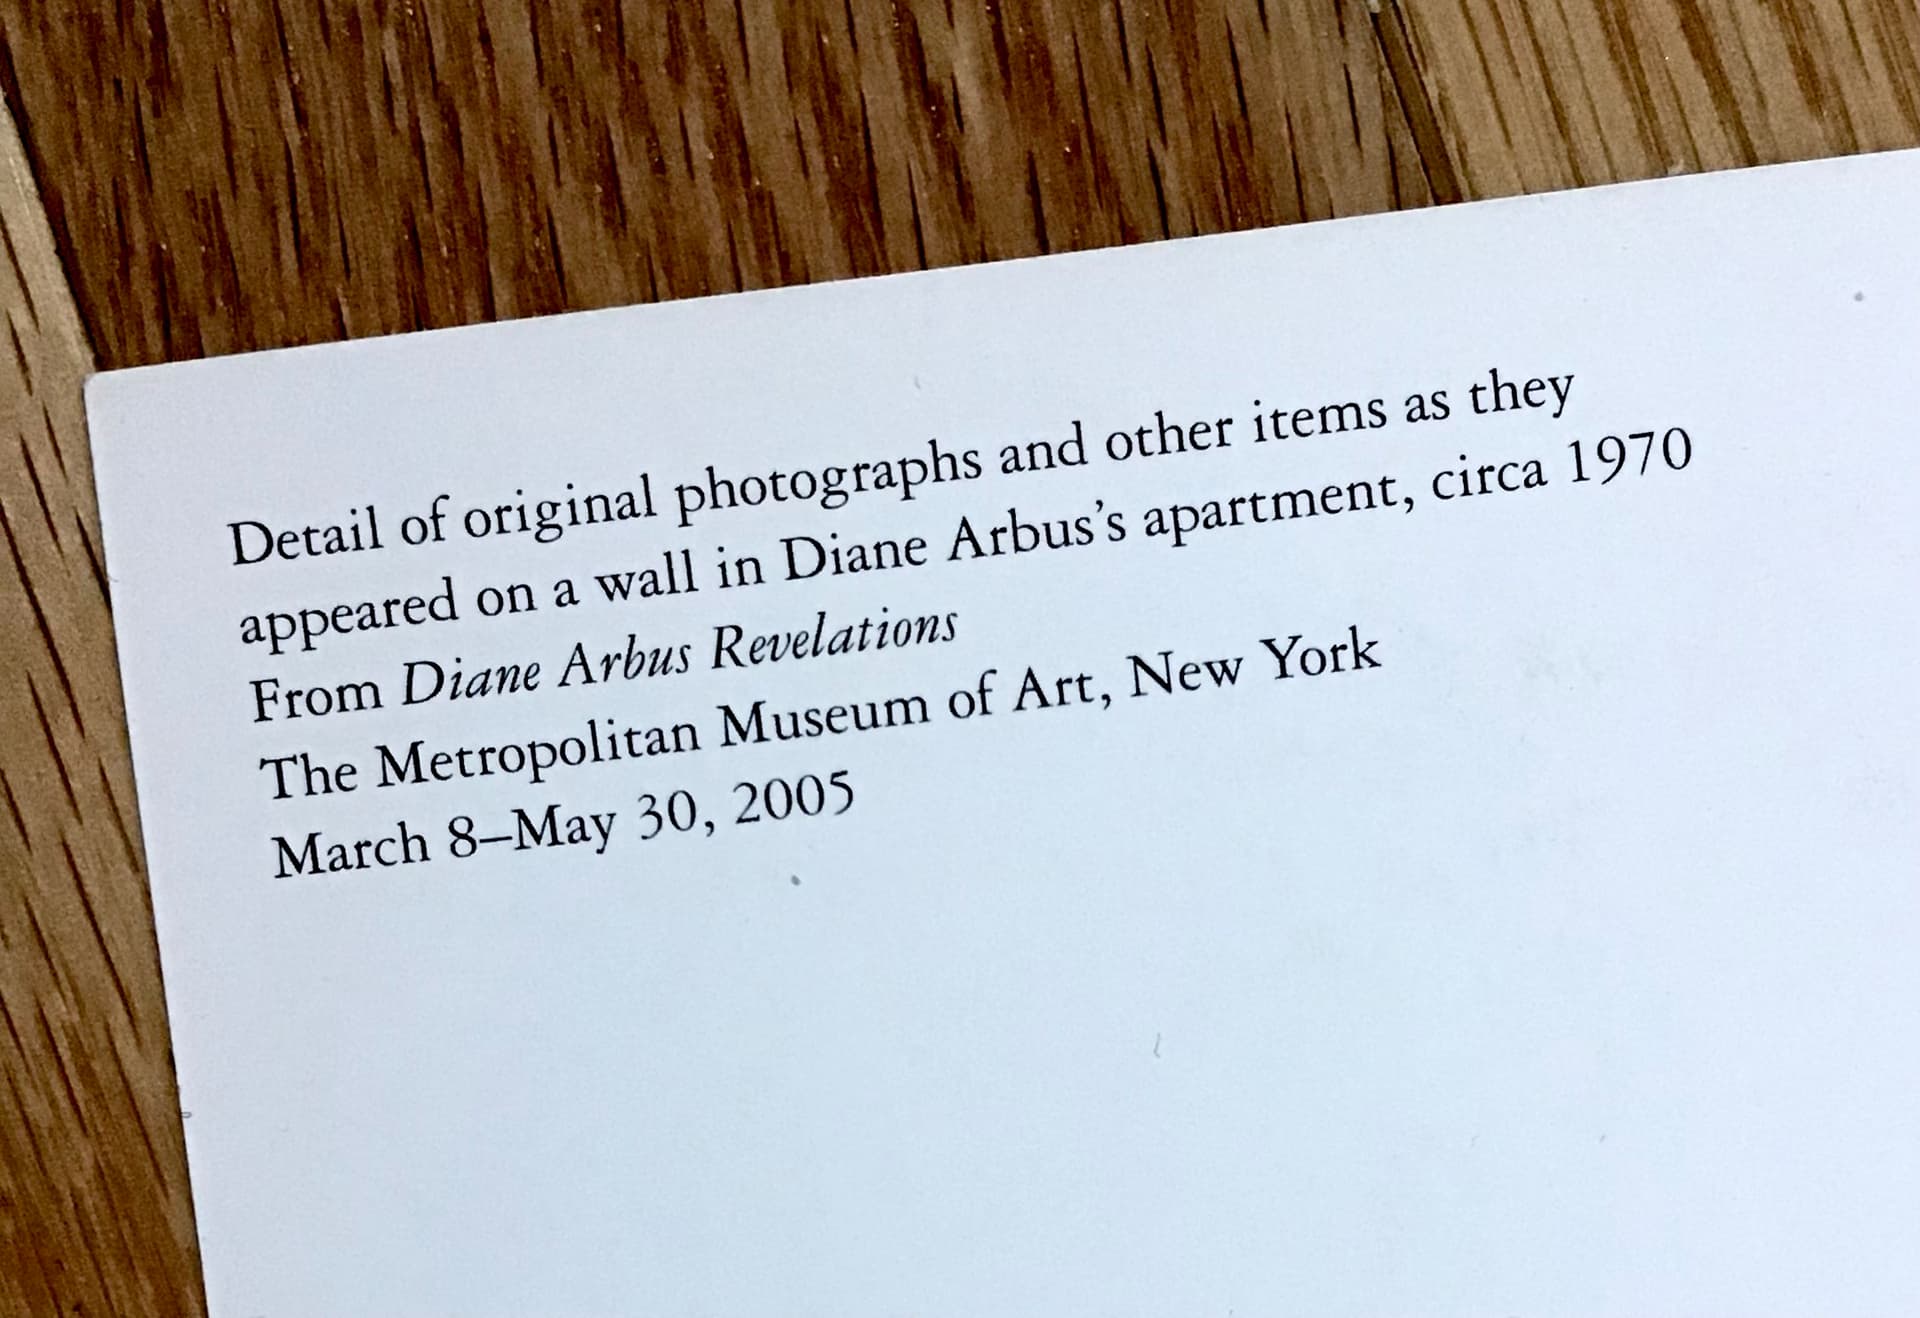 Detail of original photographs and other items as they
appeared on a wall in Diane Arbus’s apartment, circa 1970
From Diane Arbus Revelations
The Metropolitan Museum of Art, New York
March 8–May 30, 2005